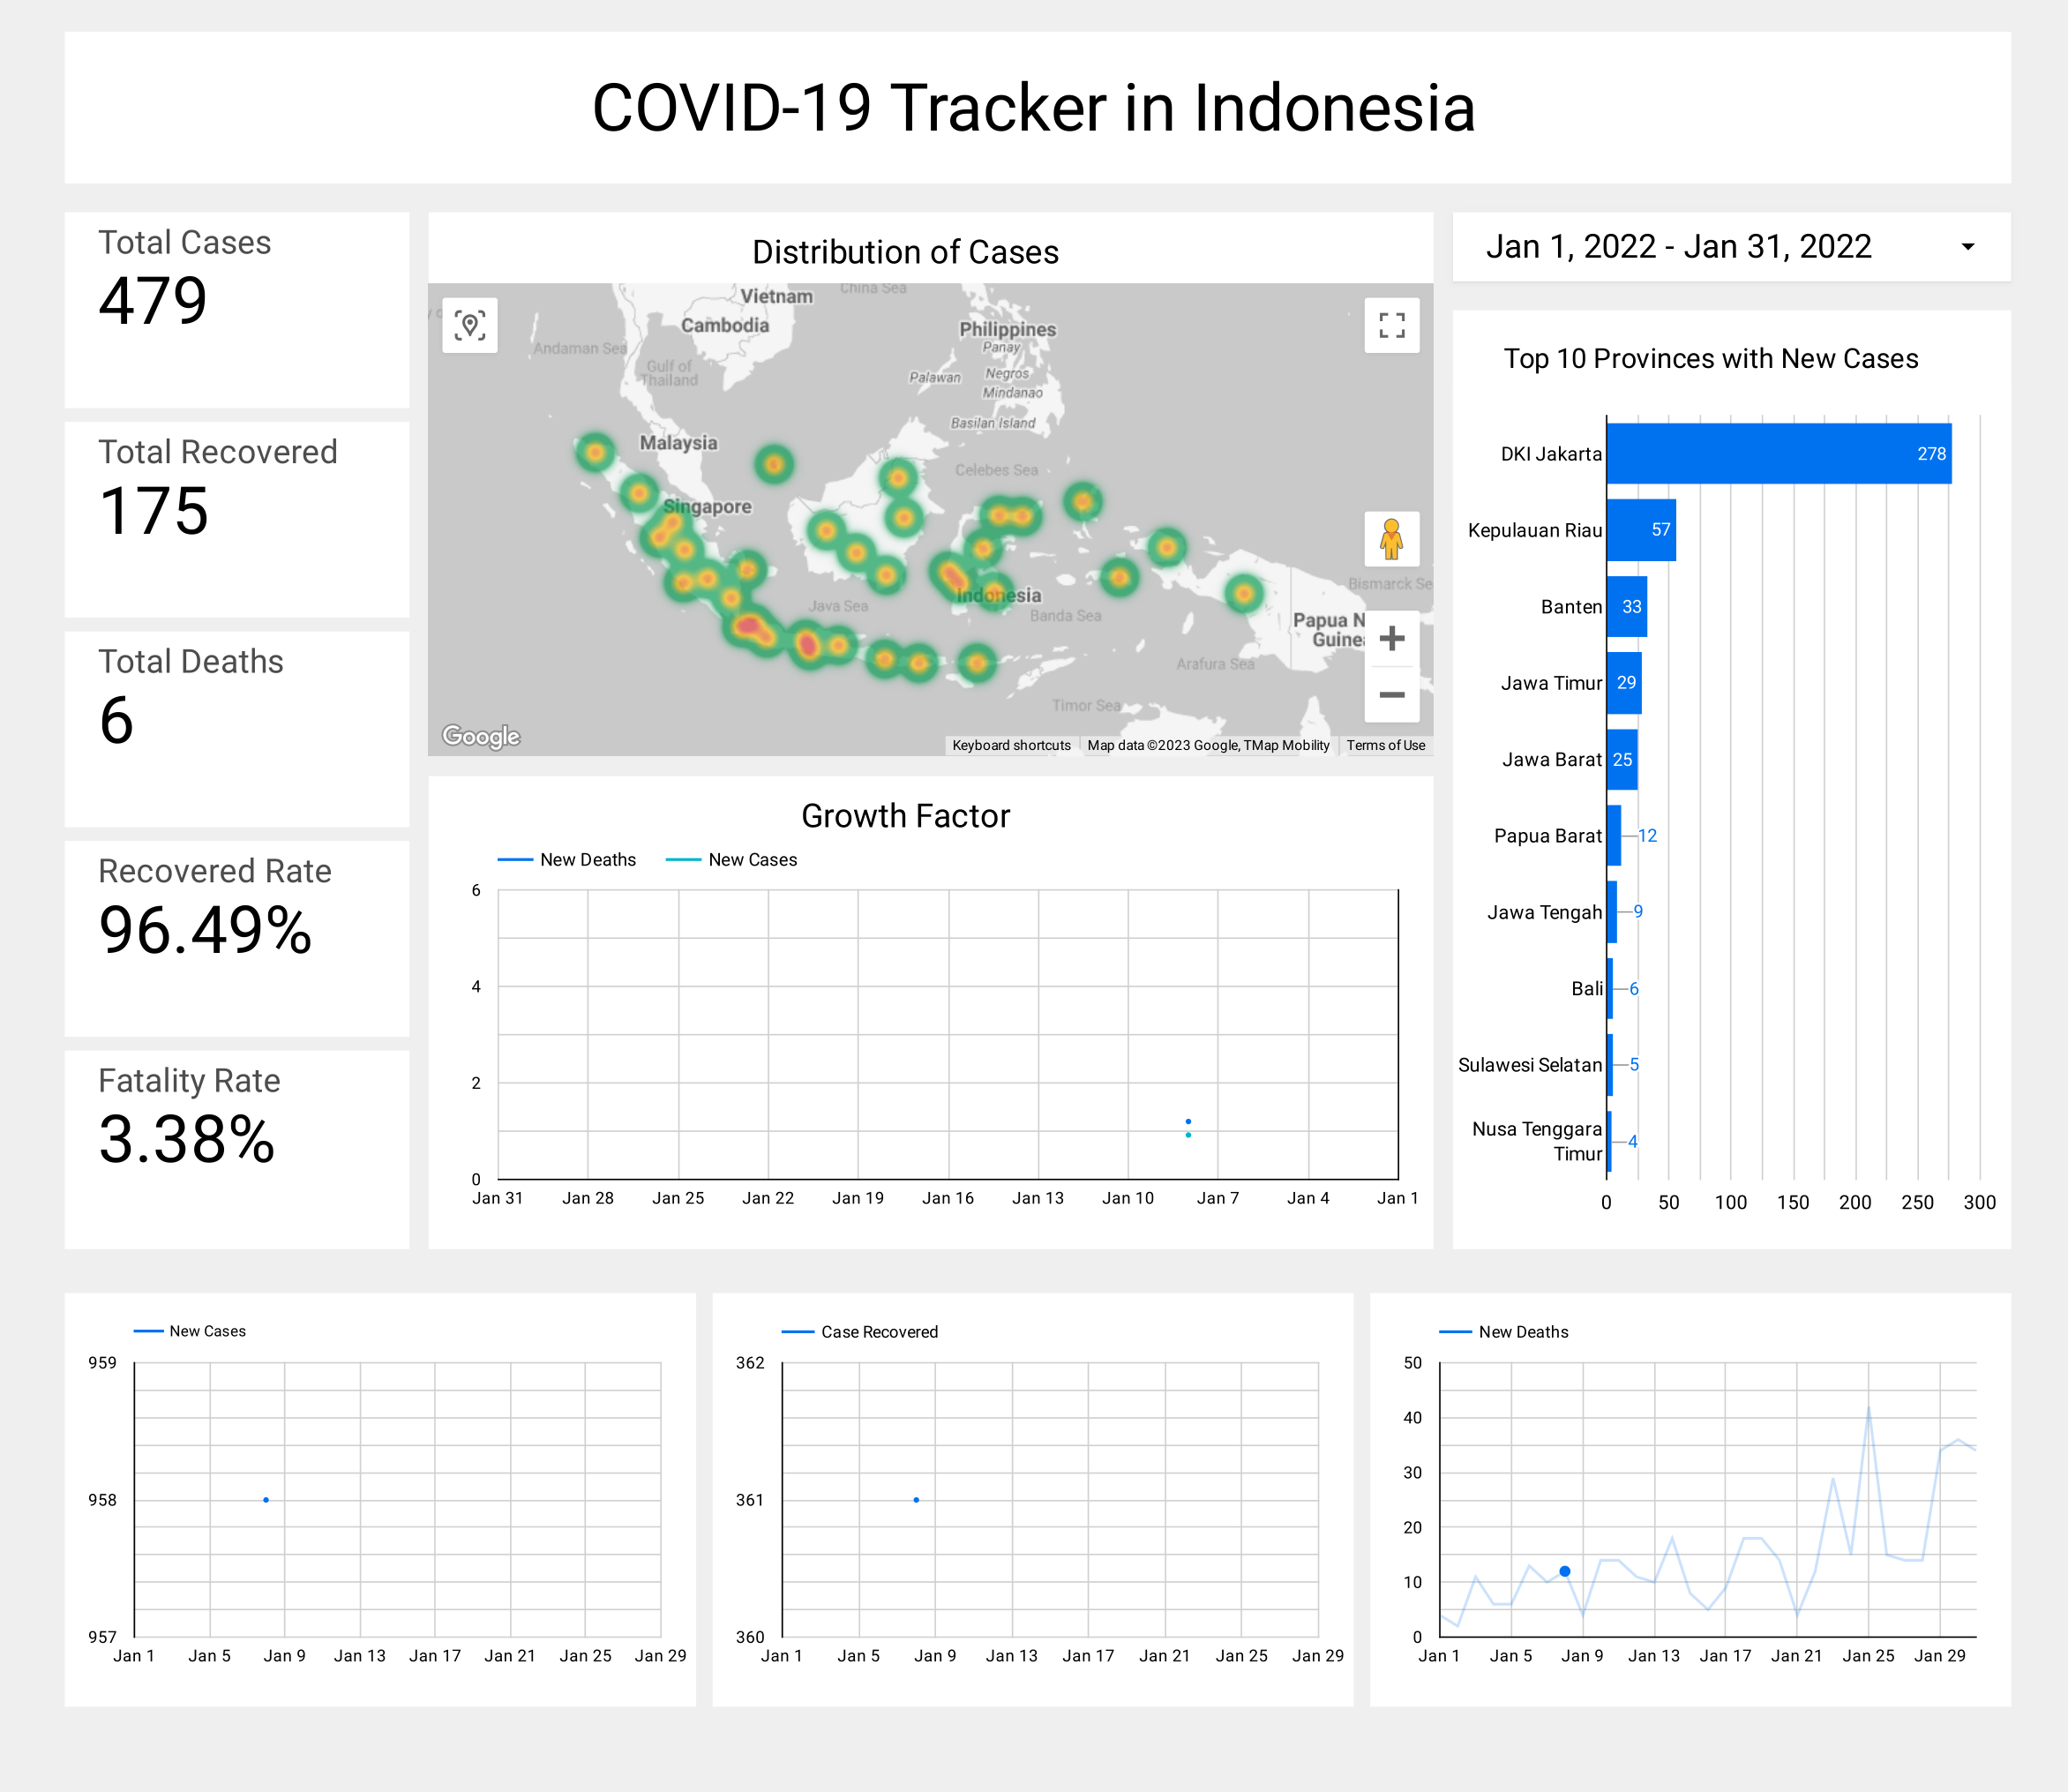 COVID-19 Tracker in Indonesia
Total Cases
479
Total Recovered
175
Total Deaths
6
Recovered Rate
96.49%
Fatality Rate
3.38%
Distribution of Cases
Vietnam
China Sea
Cambodia
Philippines
Panay
Andaman Sea
Gulf of
Thailand
Palawan
Negros
Mindanao
Basilan Island
Malaysia
Celebes Sea
Singapore
Indonesia
Java Sea
Banda Sea
Bismarck Se
Papua N
Guinea
Arafura Sea
Timor Sea
Google
Keyboard shortcuts
Map data ©2023 Google, TMap Mobility
Terms of Use
Growth Factor
New Deaths
New Cases
6
4
2
0
Jan 31 Jan 28 Jan 25 Jan 22 Jan 19 Jan 16 Jan 13 Jan 10 Jan 7 Jan 4 Jan 1
Jan 1, 2022 - Jan 31, 2022
Top 10 Provinces with New Cases
DKI Jakarta 278
Kepulauan Riau 57
Banten 33
Jawa Timur 29
Jawa Barat 25
Papua Barat 12
Jawa Tengah 9
Bali 6
Sulawesi Selatan 5
Nusa Tenggara
Timur 4
0 50 100 150 200 250 300
New Cases
959
958
957
Jan 1 Jan 5 Jan 9 Jan 13 Jan 17 Jan 21 Jan 25 Jan 29
Case Recovered
362
361
360
Jan 1 Jan 5 Jan 9 Jan 13 Jan 17 Jan 21 Jan 25 Jan 29
New Deaths
50
40
30
20
10
0
Jan 1 Jan 5 Jan 9 Jan 13 Jan 17 Jan 21 Jan 25 Jan 29